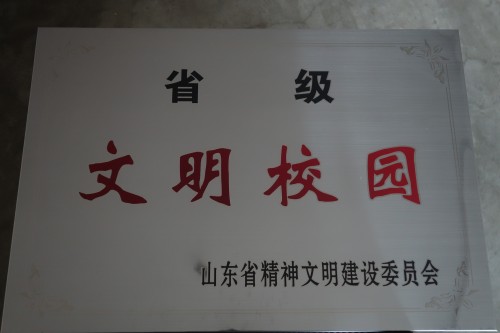 省级
文明校园
山东省精神文明建设委员会